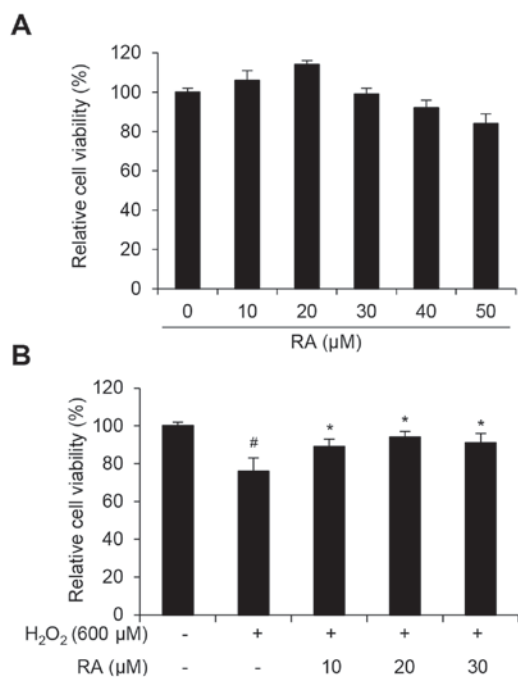 A
Relative cell viability (%)
120
100
80
60
40
20
0
0 10 20 30 40 50
RA (µM)
B
Relative cell viability (%)
120
100
80
60
40
20
0
# * * *
H₂O₂ (600 µM) - + + + +
RA (µM) - - 10 20 30